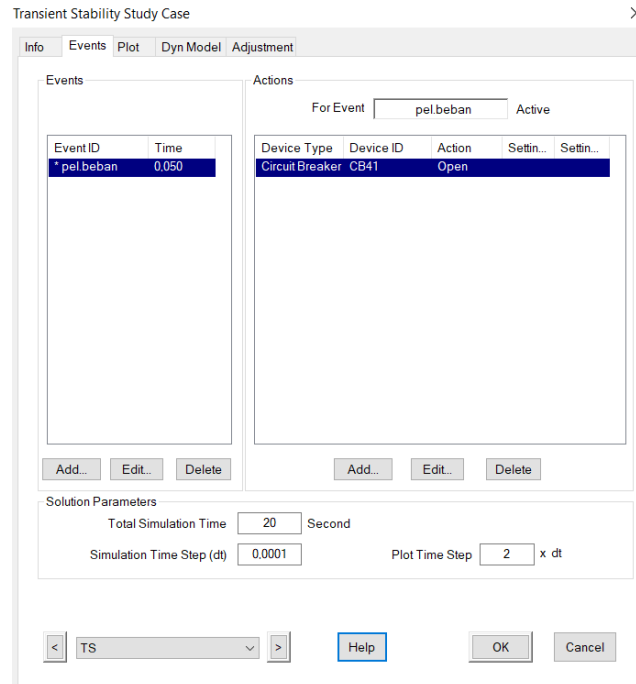 Transient Stability Study Case
Info Events Plot Dyn Model Adjustment
Events
Actions
For Event pel.beban Active
Event ID Time
* pel.beban 0,050
Device Type Device ID Action Settin... Settin...
Circuit Breaker CB41 Open
Add... Edit... Delete
Add... Edit... Delete
Solution Parameters
Total Simulation Time 20 Second
Simulation Time Step (dt) 0,0001 Plot Time Step 2 x dt
< TS > Help OK Cancel